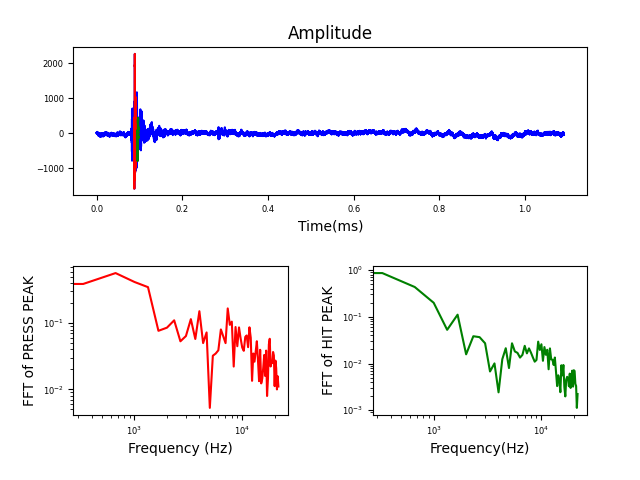 Amplitude
2000
1000
0
−1000
0.0 0.2 0.4 0.6 0.8 1.0
Time(ms)
FFT of PRESS PEAK
10⁻¹
10⁻²
10³ 10⁴
Frequency (Hz)
FFT of HIT PEAK
10⁰
10⁻¹
10⁻²
10⁻³
10³ 10⁴
Frequency(Hz)